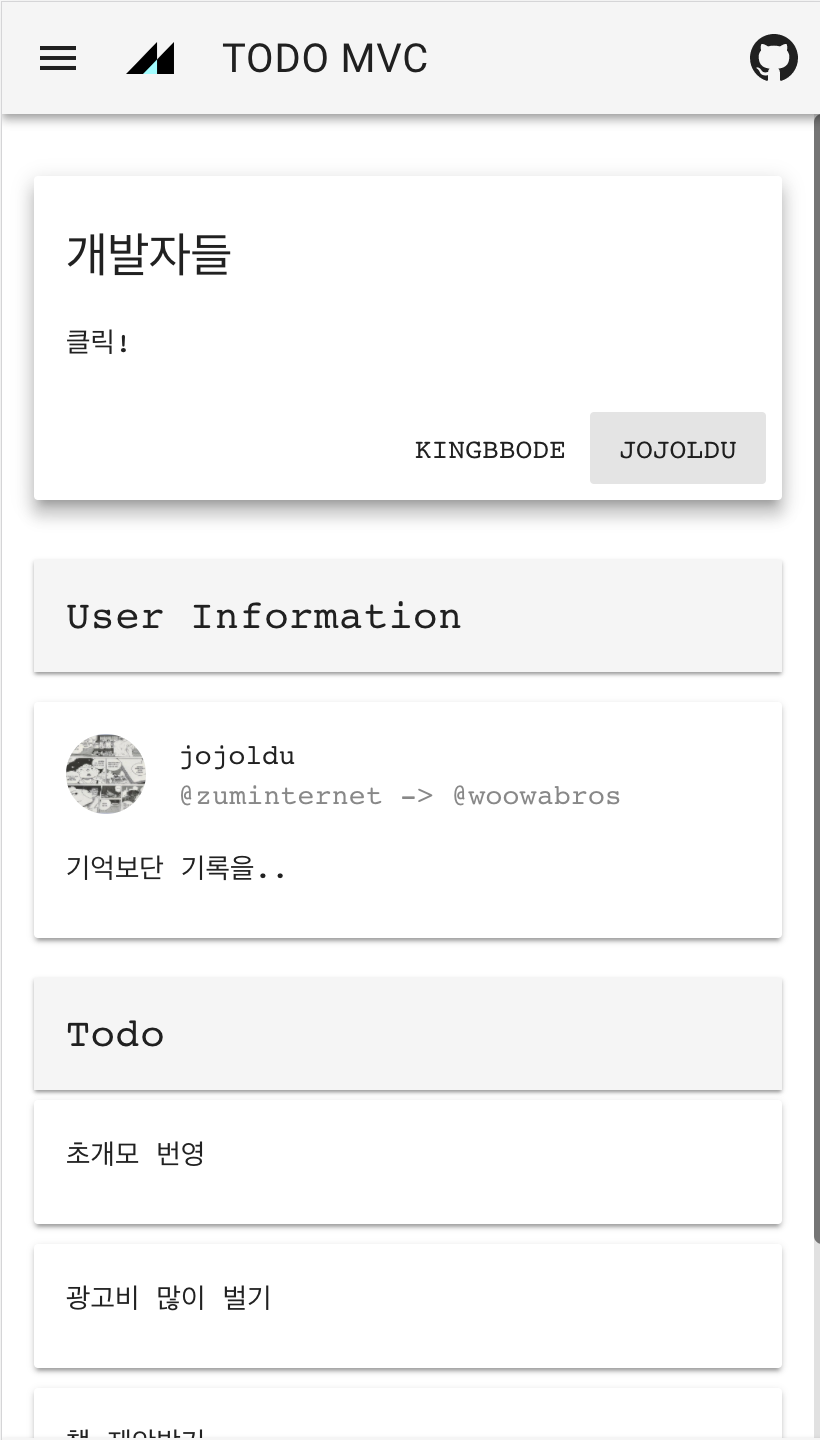 TODO MVC
개발자들
클릭!
KINGBBODE JOJOLDU
User Information
jojoldu
@zuminternet -> @woowabros
기억보단 기록을..
Todo
초개모 번영
광고비 많이 벌기